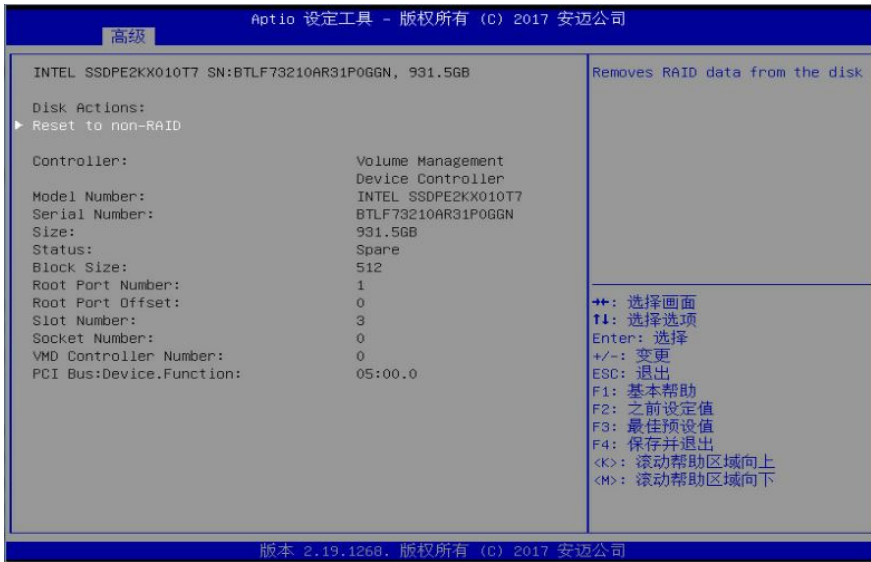 Aptio 设定工具 - 版权所有 (C) 2017 安迈公司
高级
INTEL SSDPE2KX010T7 SN:BTLF73210AR31P0GGN, 931.5GB
Disk Actions:
▶ Reset to non-RAID
Controller: Volume Management
Device Controller
Model Number: INTEL SSDPE2KX010T7
Serial Number: BTLF73210AR31P0GGN
Size: 931.5GB
Status: Spare
Block Size: 512
Root Port Number: 1
Root Port Offset: 0
Slot Number: 3
Socket Number: 0
VMD Controller Number: 0
PCI Bus:Device.Function: 05:00.0
Removes RAID data from the disk
→←: 选择画面
↑↓: 选择选项
Enter: 选择
+/-: 变更
ESC: 退出
F1: 基本帮助
F2: 之前设定值
F3: 最佳预设值
F4: 保存并退出
<K>: 滚动帮助区域向上
<M>: 滚动帮助区域向下
版本 2.19.1268. 版权所有 (C) 2017 安迈公司